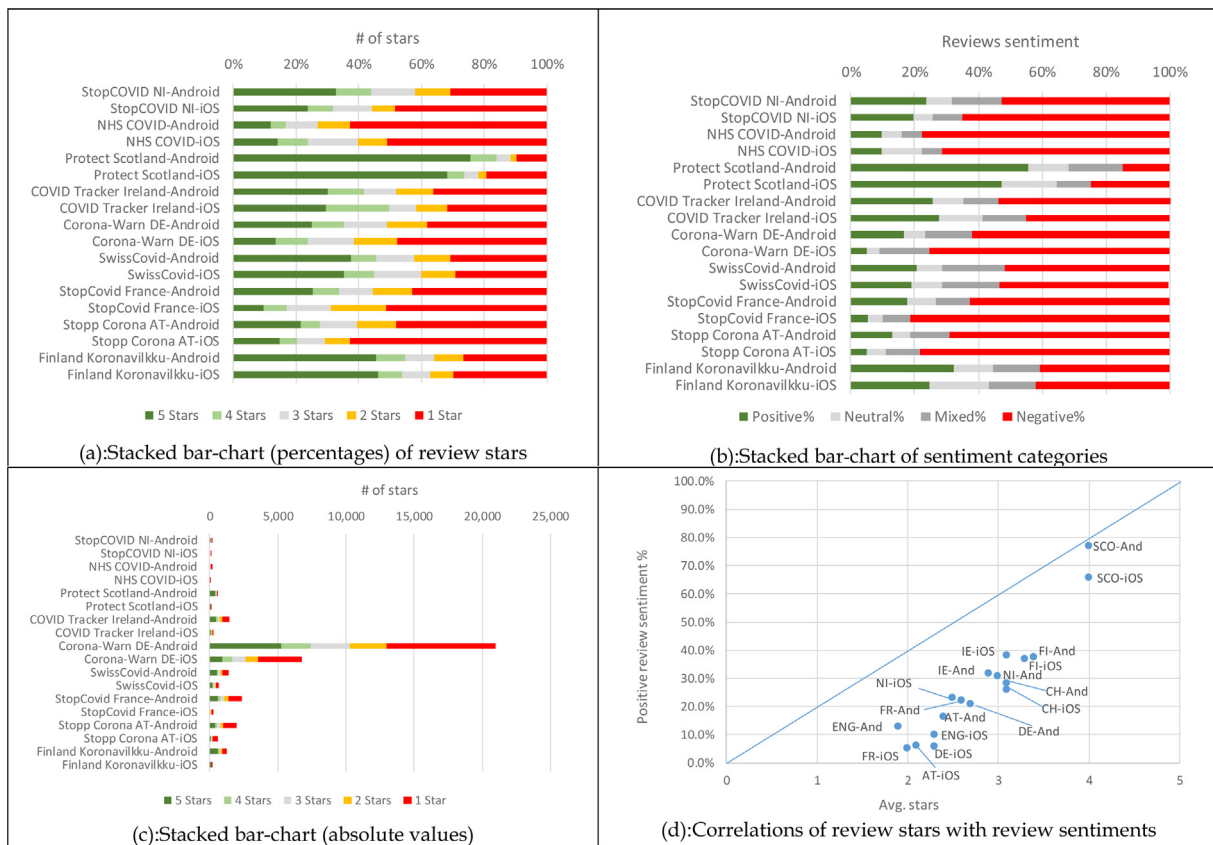 # of stars
0% 20% 40% 60% 80% 100%
StopCOVID NI-Android
StopCOVID NI-iOS
NHS COVID-Android
NHS COVID-iOS
Protect Scotland-Android
Protect Scotland-iOS
COVID Tracker Ireland-Android
COVID Tracker Ireland-iOS
Corona-Warn DE-Android
Corona-Warn DE-iOS
SwissCovid-Android
SwissCovid-iOS
StopCovid France-Android
StopCovid France-iOS
Stopp Corona AT-Android
Stopp Corona AT-iOS
Finland Koronavilkku-Android
Finland Koronavilkku-iOS
5 Stars 4 Stars 3 Stars 2 Stars 1 Star
(a):Stacked bar-chart (percentages) of review stars
Reviews sentiment
0% 20% 40% 60% 80% 100%
StopCOVID NI-Android
StopCOVID NI-iOS
NHS COVID-Android
NHS COVID-iOS
Protect Scotland-Android
Protect Scotland-iOS
COVID Tracker Ireland-Android
COVID Tracker Ireland-iOS
Corona-Warn DE-Android
Corona-Warn DE-iOS
SwissCovid-Android
SwissCovid-iOS
StopCovid France-Android
StopCovid France-iOS
Stopp Corona AT-Android
Stopp Corona AT-iOS
Finland Koronavilkku-Android
Finland Koronavilkku-iOS
Positive% Neutral% Mixed% Negative%
(b):Stacked bar-chart of sentiment categories
# of stars
0 5,000 10,000 15,000 20,000 25,000
StopCOVID NI-Android
StopCOVID NI-iOS
NHS COVID-Android
NHS COVID-iOS
Protect Scotland-Android
Protect Scotland-iOS
COVID Tracker Ireland-Android
COVID Tracker Ireland-iOS
Corona-Warn DE-Android
Corona-Warn DE-iOS
SwissCovid-Android
SwissCovid-iOS
StopCovid France-Android
StopCovid France-iOS
Stopp Corona AT-Android
Stopp Corona AT-iOS
Finland Koronavilkku-Android
Finland Koronavilkku-iOS
5 Stars 4 Stars 3 Stars 2 Stars 1 Star
(c):Stacked bar-chart (absolute values)
Positive review sentiment %
100.0%
90.0%
80.0%
70.0%
60.0%
50.0%
40.0%
30.0%
20.0%
10.0%
0.0%
SCO-And
SCO-iOS
IE-iOS
FI-And
FI-iOS
IE-And
NI-And
NI-iOS
CH-And
CH-iOS
FR-And
AT-And
DE-And
ENG-And
ENG-iOS
FR-iOS
DE-iOS
AT-iOS
0 1 2 3 4 5
Avg. stars
(d):Correlations of review stars with review sentiments